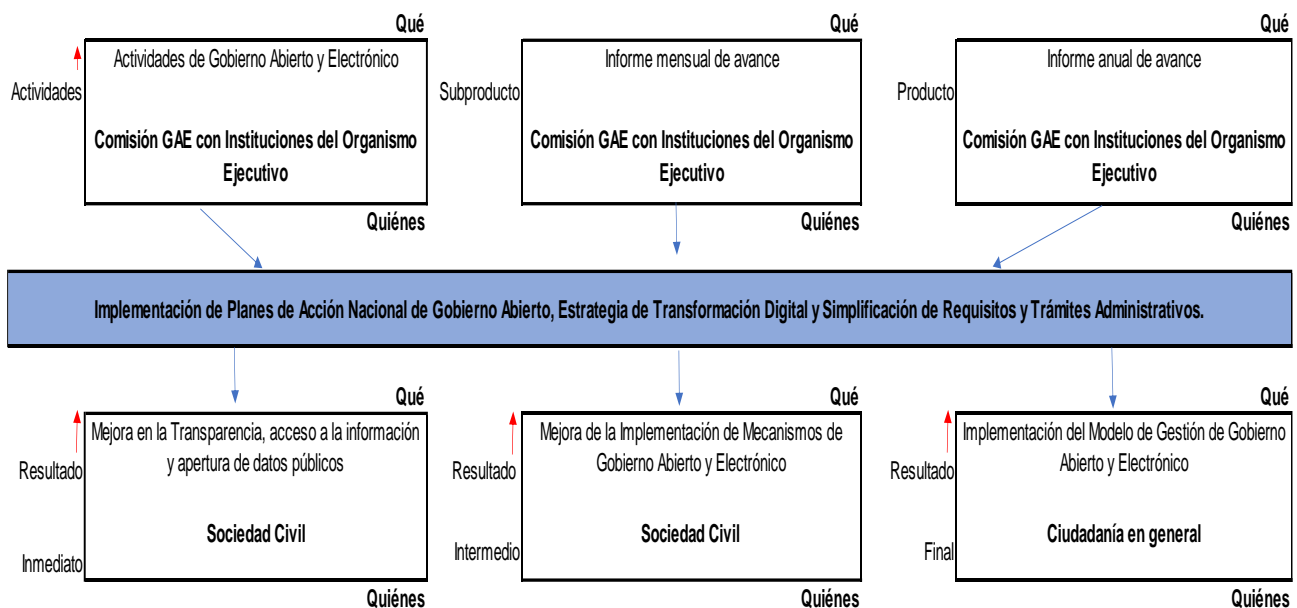 Qué
Actividades
Actividades de Gobierno Abierto y Electrónico
Comisión GAE con Instituciones del Organismo
Ejecutivo
Quiénes
Qué
Subproducto
Informe mensual de avance
Comisión GAE con Instituciones del Organismo
Ejecutivo
Quiénes
Qué
Producto
Informe anual de avance
Comisión GAE con Instituciones del Organismo
Ejecutivo
Quiénes
Implementación de Planes de Acción Nacional de Gobierno Abierto, Estrategia de Transformación Digital y Simplificación de Requisitos y Trámites Administrativos.
Qué
Resultado
Inmediato
Mejora en la Transparencia, acceso a la información
y apertura de datos públicos
Sociedad Civil
Quiénes
Qué
Resultado
Intermedio
Mejora de la Implementación de Mecanismos de
Gobierno Abierto y Electrónico
Sociedad Civil
Quiénes
Qué
Resultado
Final
Implementación del Modelo de Gestión de Gobierno
Abierto y Electrónico
Ciudadanía en general
Quiénes